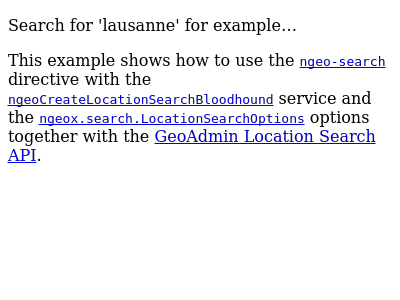 Search for 'lausanne' for example…
This example shows how to use the ngeo-search
directive with the
ngeoCreateLocationSearchBloodhound service and
the ngeox.search.LocationSearchOptions options
together with the GeoAdmin Location Search
API.